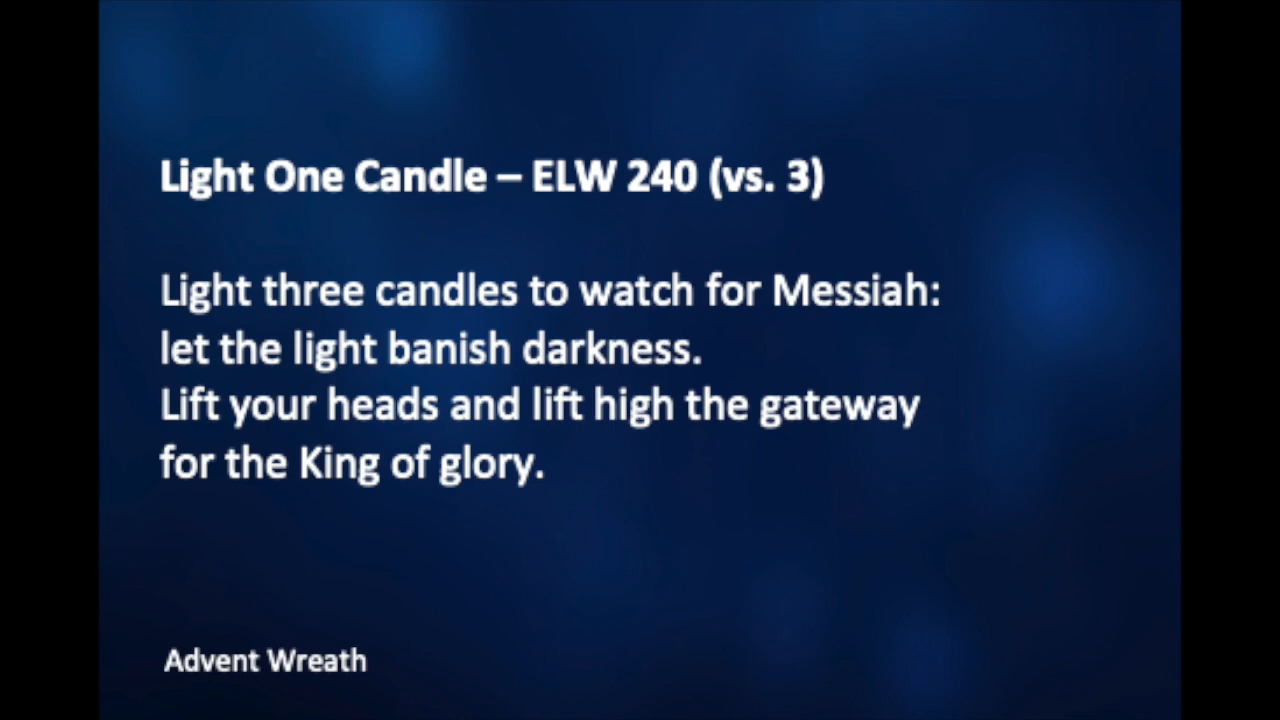 Light One Candle – ELW 240 (vs. 3)
Light three candles to watch for Messiah:
let the light banish darkness.
Lift your heads and lift high the gateway
for the King of glory.
Advent Wreath